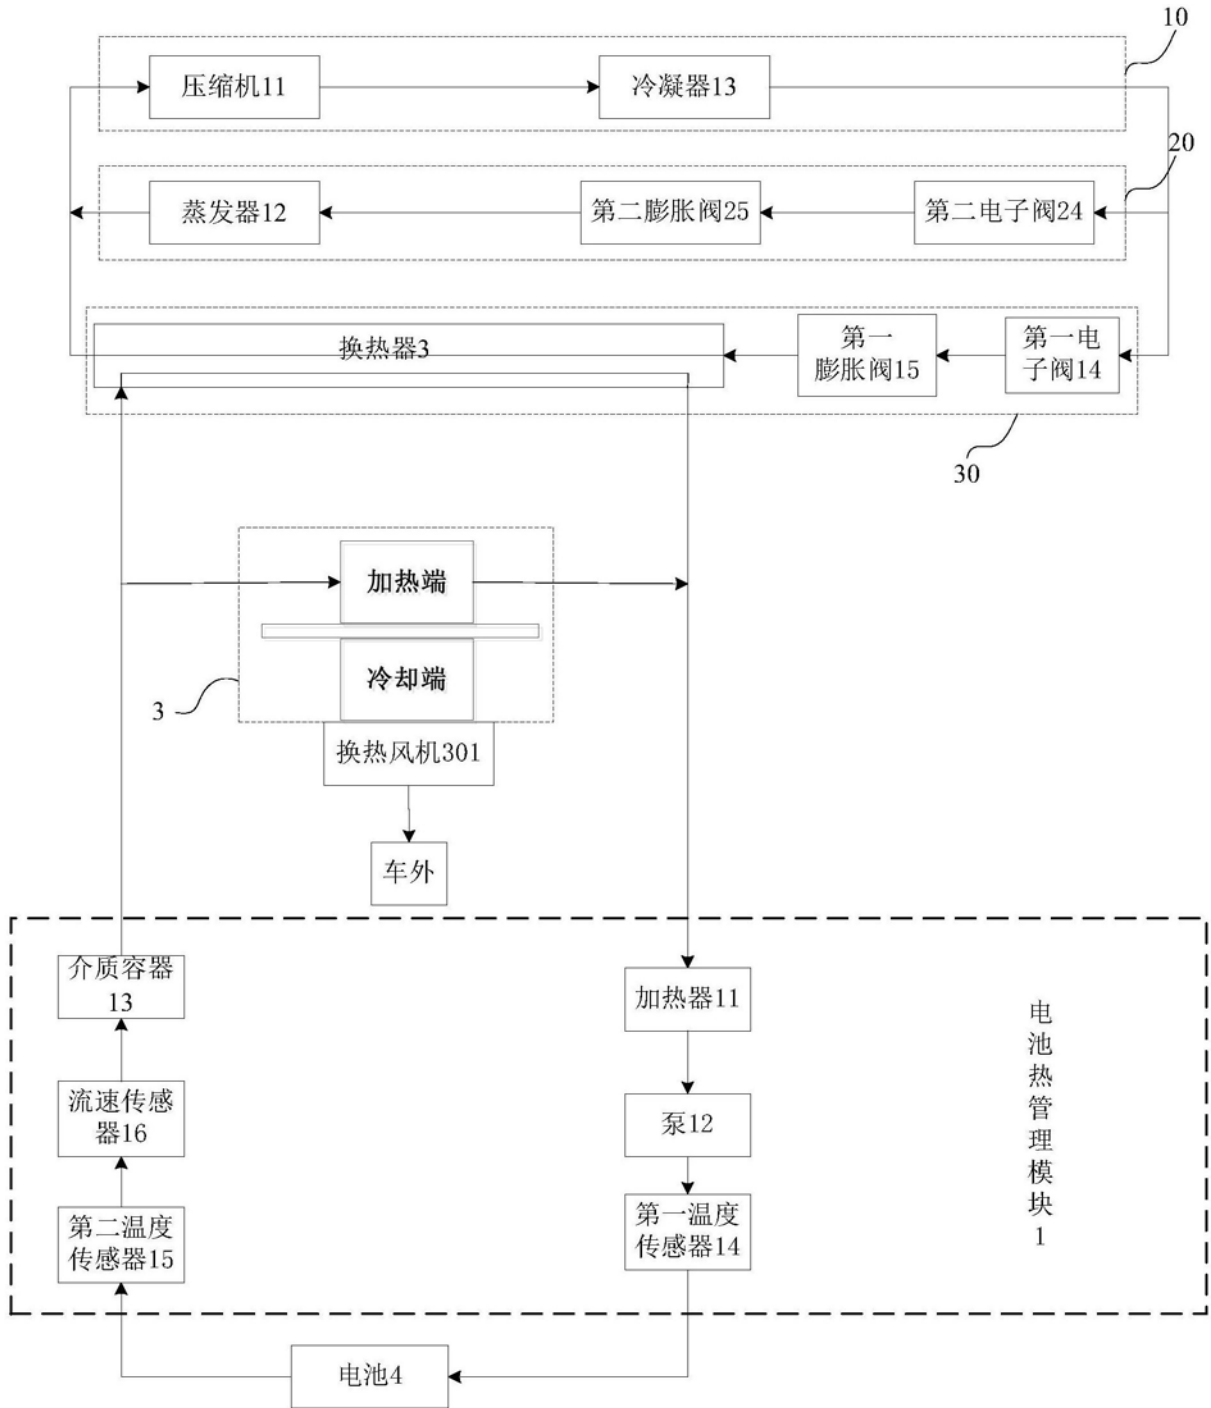 10
压缩机11
冷凝器13
20
蒸发器12
第二膨胀阀25
第二电子阀24
换热器3
第一
膨胀阀15
第一电
子阀14
30
加热端
冷却端
3
换热风机301
车外
介质容器
13
加热器11
流速传感
器16
泵12
第二温度
传感器15
第一温度
传感器14
电
池
热
管
理
模
块
1
电池4